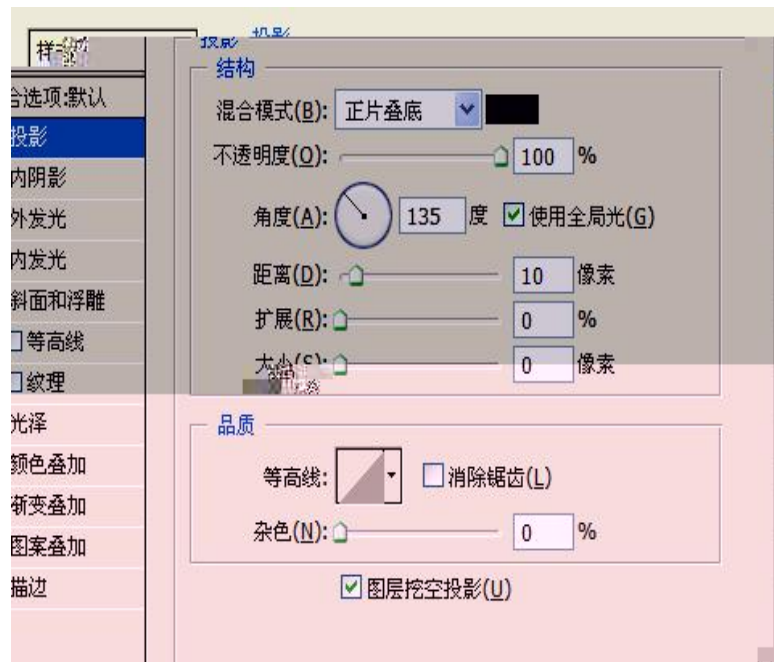 样
投影 投影
结构
合选项:默认
混合模式(B): 正片叠底
投影
不透明度(O): 100 %
内阴影
外发光
角度(A): 135 度 使用全局光(G)
内发光
距离(D): 10 像素
斜面和浮雕
扩展(R): 0 %
等高线
大小(S): 0 像素
纹理
光泽
品质
颜色叠加
等高线: 消除锯齿(L)
渐变叠加
杂色(N): 0 %
图案叠加
描边
图层挖空投影(U)